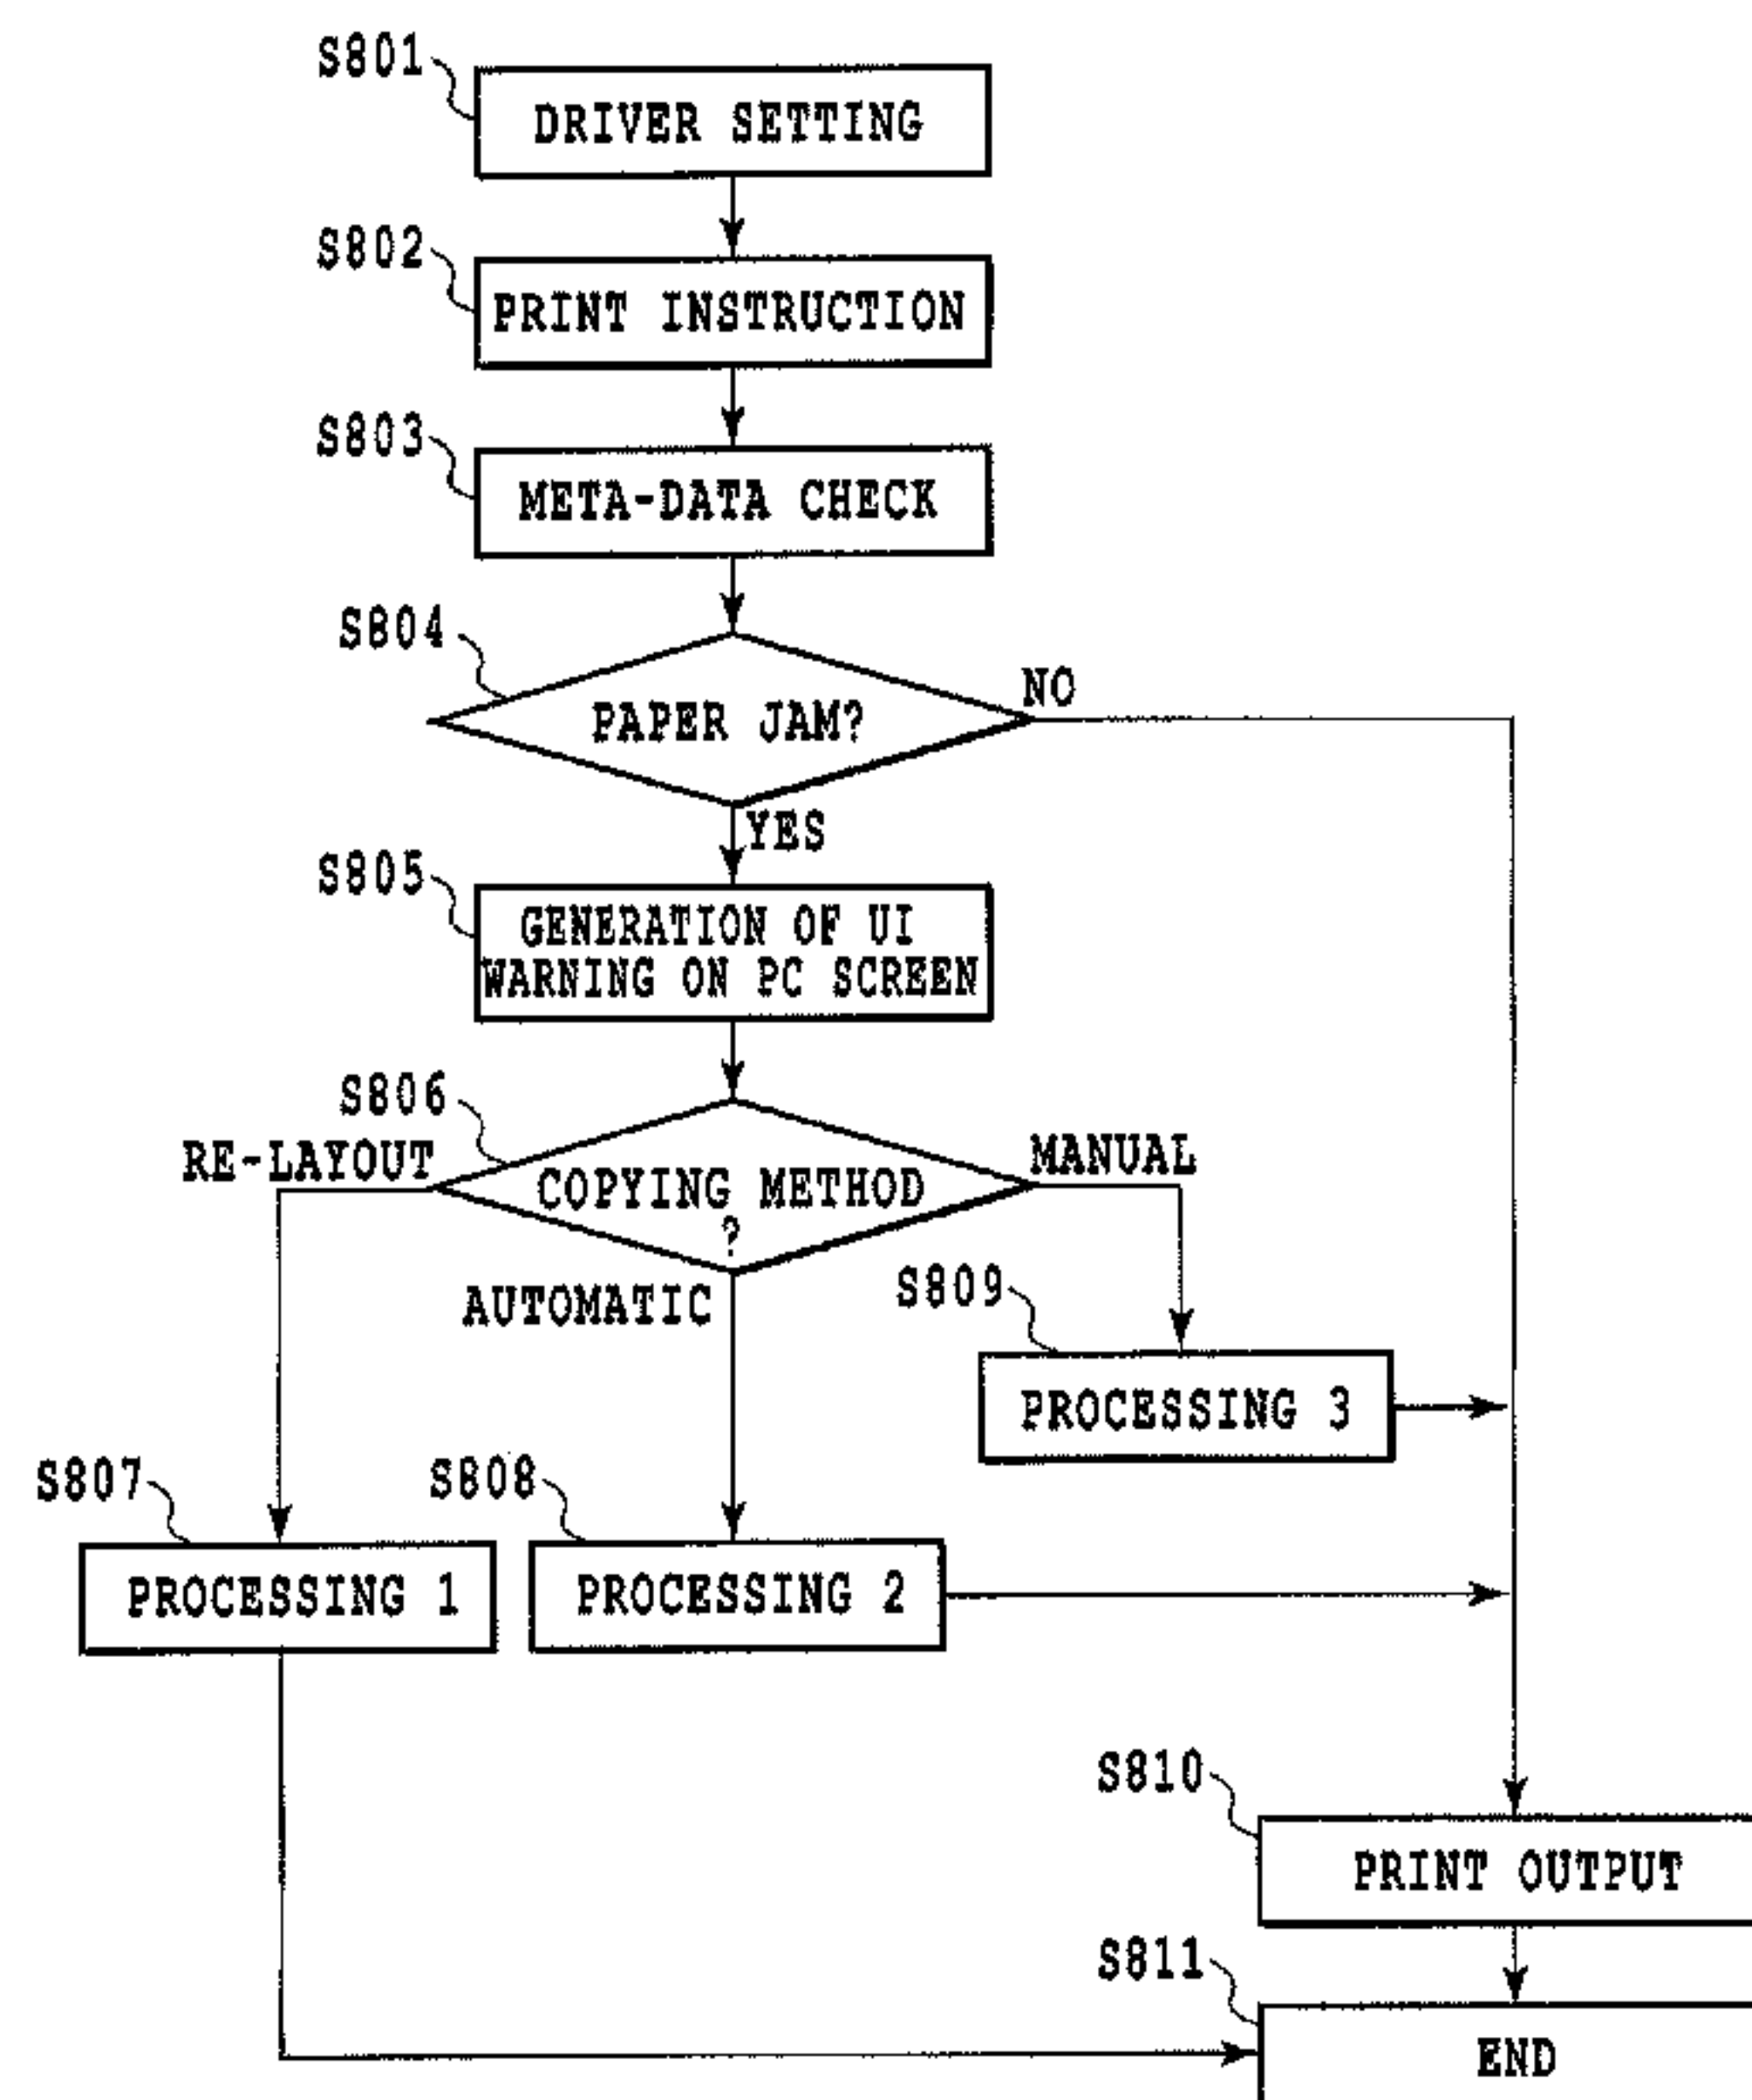 S801
DRIVER SETTING
S802
PRINT INSTRUCTION
S803
META-DATA CHECK
S804
PAPER JAM?
NO
YES
S805
GENERATION OF UI
WARNING ON PC SCREEN
S806
RE-LAYOUT
COPYING METHOD
?
MANUAL
AUTOMATIC
S809
PROCESSING 3
S807
PROCESSING 1
S808
PROCESSING 2
S810
PRINT OUTPUT
S811
END